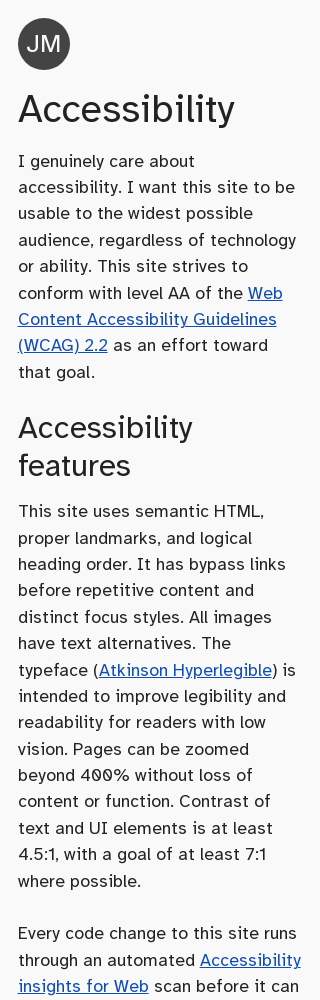 JM
Accessibility
I genuinely care about
accessibility. I want this site to be
usable to the widest possible
audience, regardless of technology
or ability. This site strives to
conform with level AA of the Web
Content Accessibility Guidelines
(WCAG) 2.2 as an effort toward
that goal.
Accessibility
features
This site uses semantic HTML,
proper landmarks, and logical
heading order. It has bypass links
before repetitive content and
distinct focus styles. All images
have text alternatives. The
typeface (Atkinson Hyperlegible) is
intended to improve legibility and
readability for readers with low
vision. Pages can be zoomed
beyond 400% without loss of
content or function. Contrast of
text and UI elements is at least
4.5:1, with a goal of at least 7:1
where possible.
Every code change to this site runs
through an automated Accessibility
insights for Web scan before it can